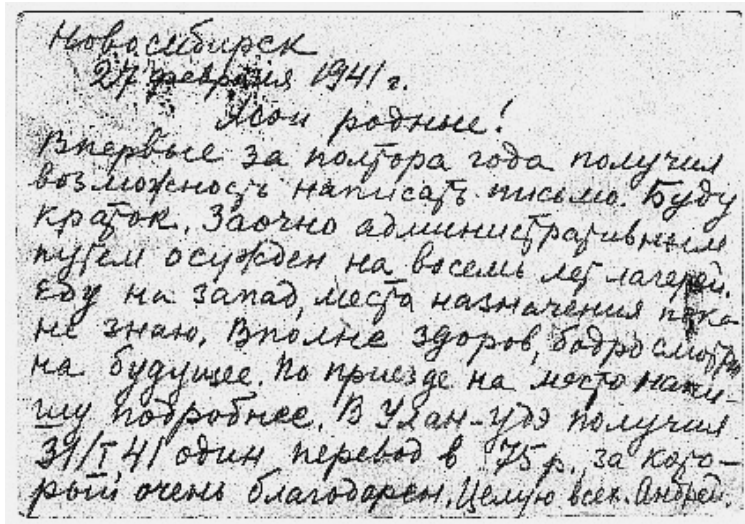 Новосибирск
27 февраля 1941 г.
Мои родные!
Впервые за полтора года получил
возможность написать письмо. Буду
краток. Заочно административным
путем осужден на восемь лет лагерей.
Еду на запад, места назначения пока
не знаю. Вполне здоров, бодро смотрю
на будущее. По приезде на место напи-
шу подробнее. В Улан-Удэ получил
31/I 41 один перевод в 75 р., за кото-
рый очень благодарен. Целую всех. Андрей.